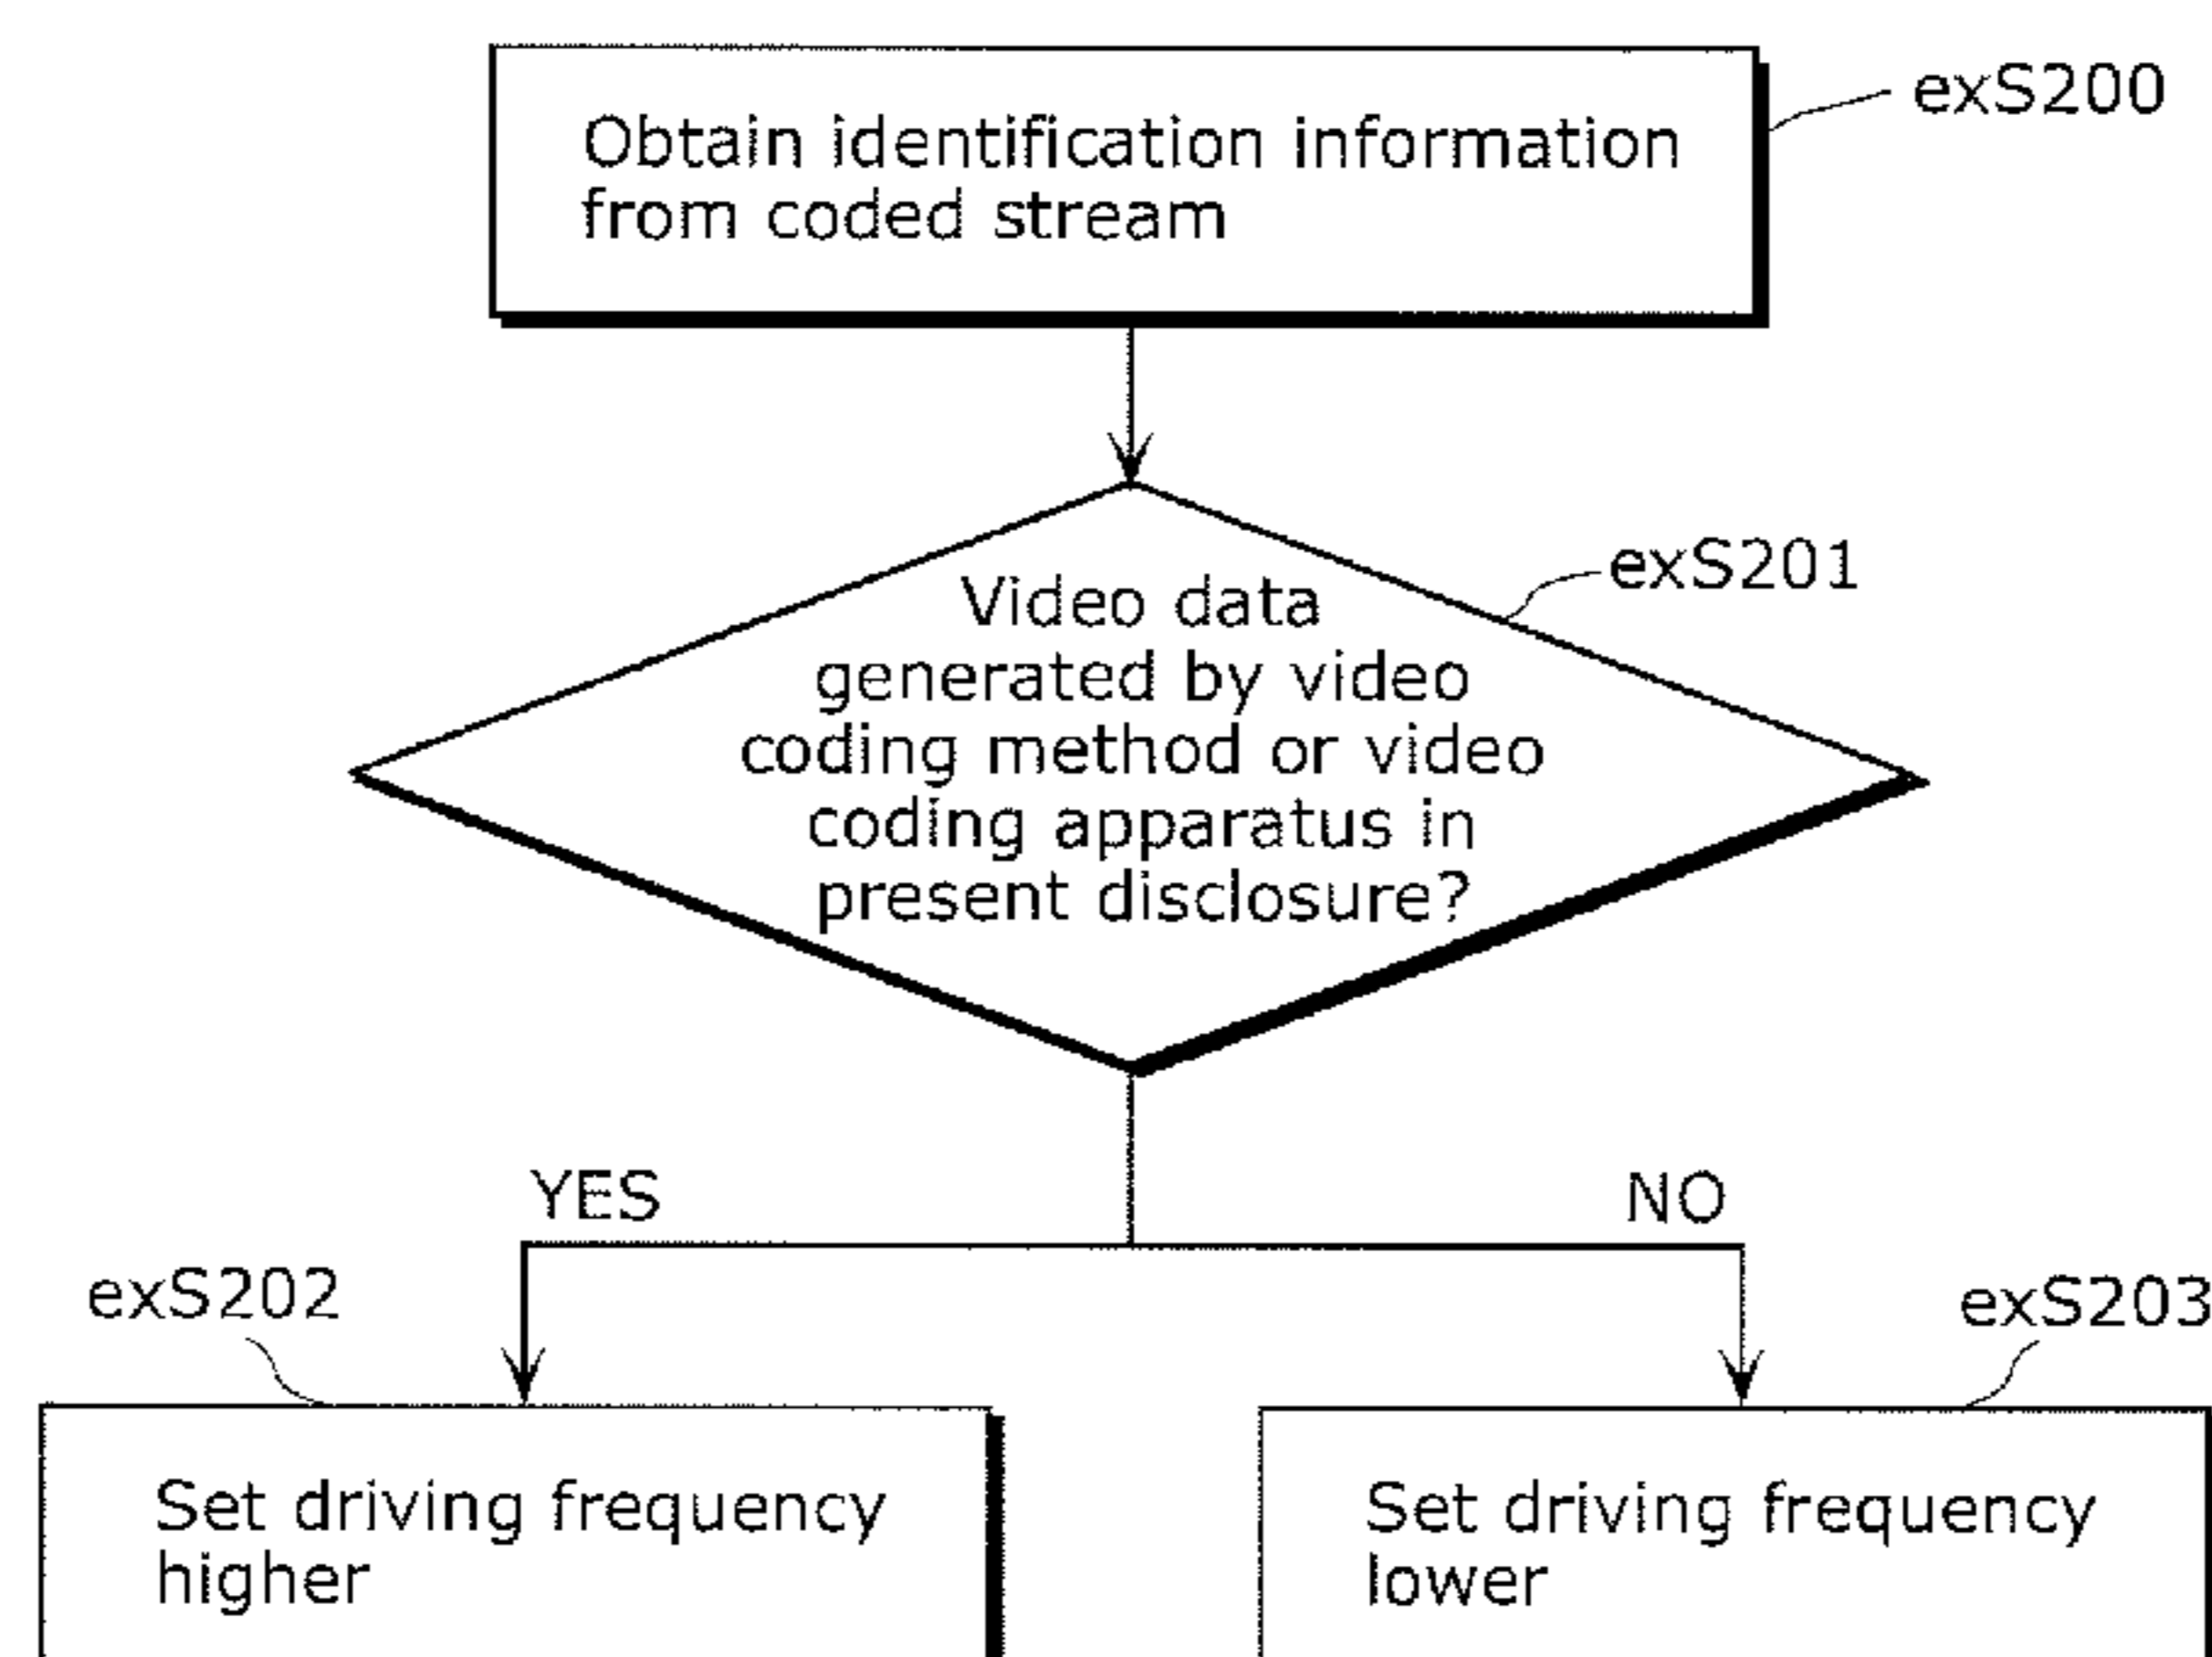 exS200
Obtain identification information
from coded stream
exS201
Video data
generated by video
coding method or video
coding apparatus in
present disclosure?
YES
NO
exS202
exS203
Set driving frequency
higher
Set driving frequency
lower